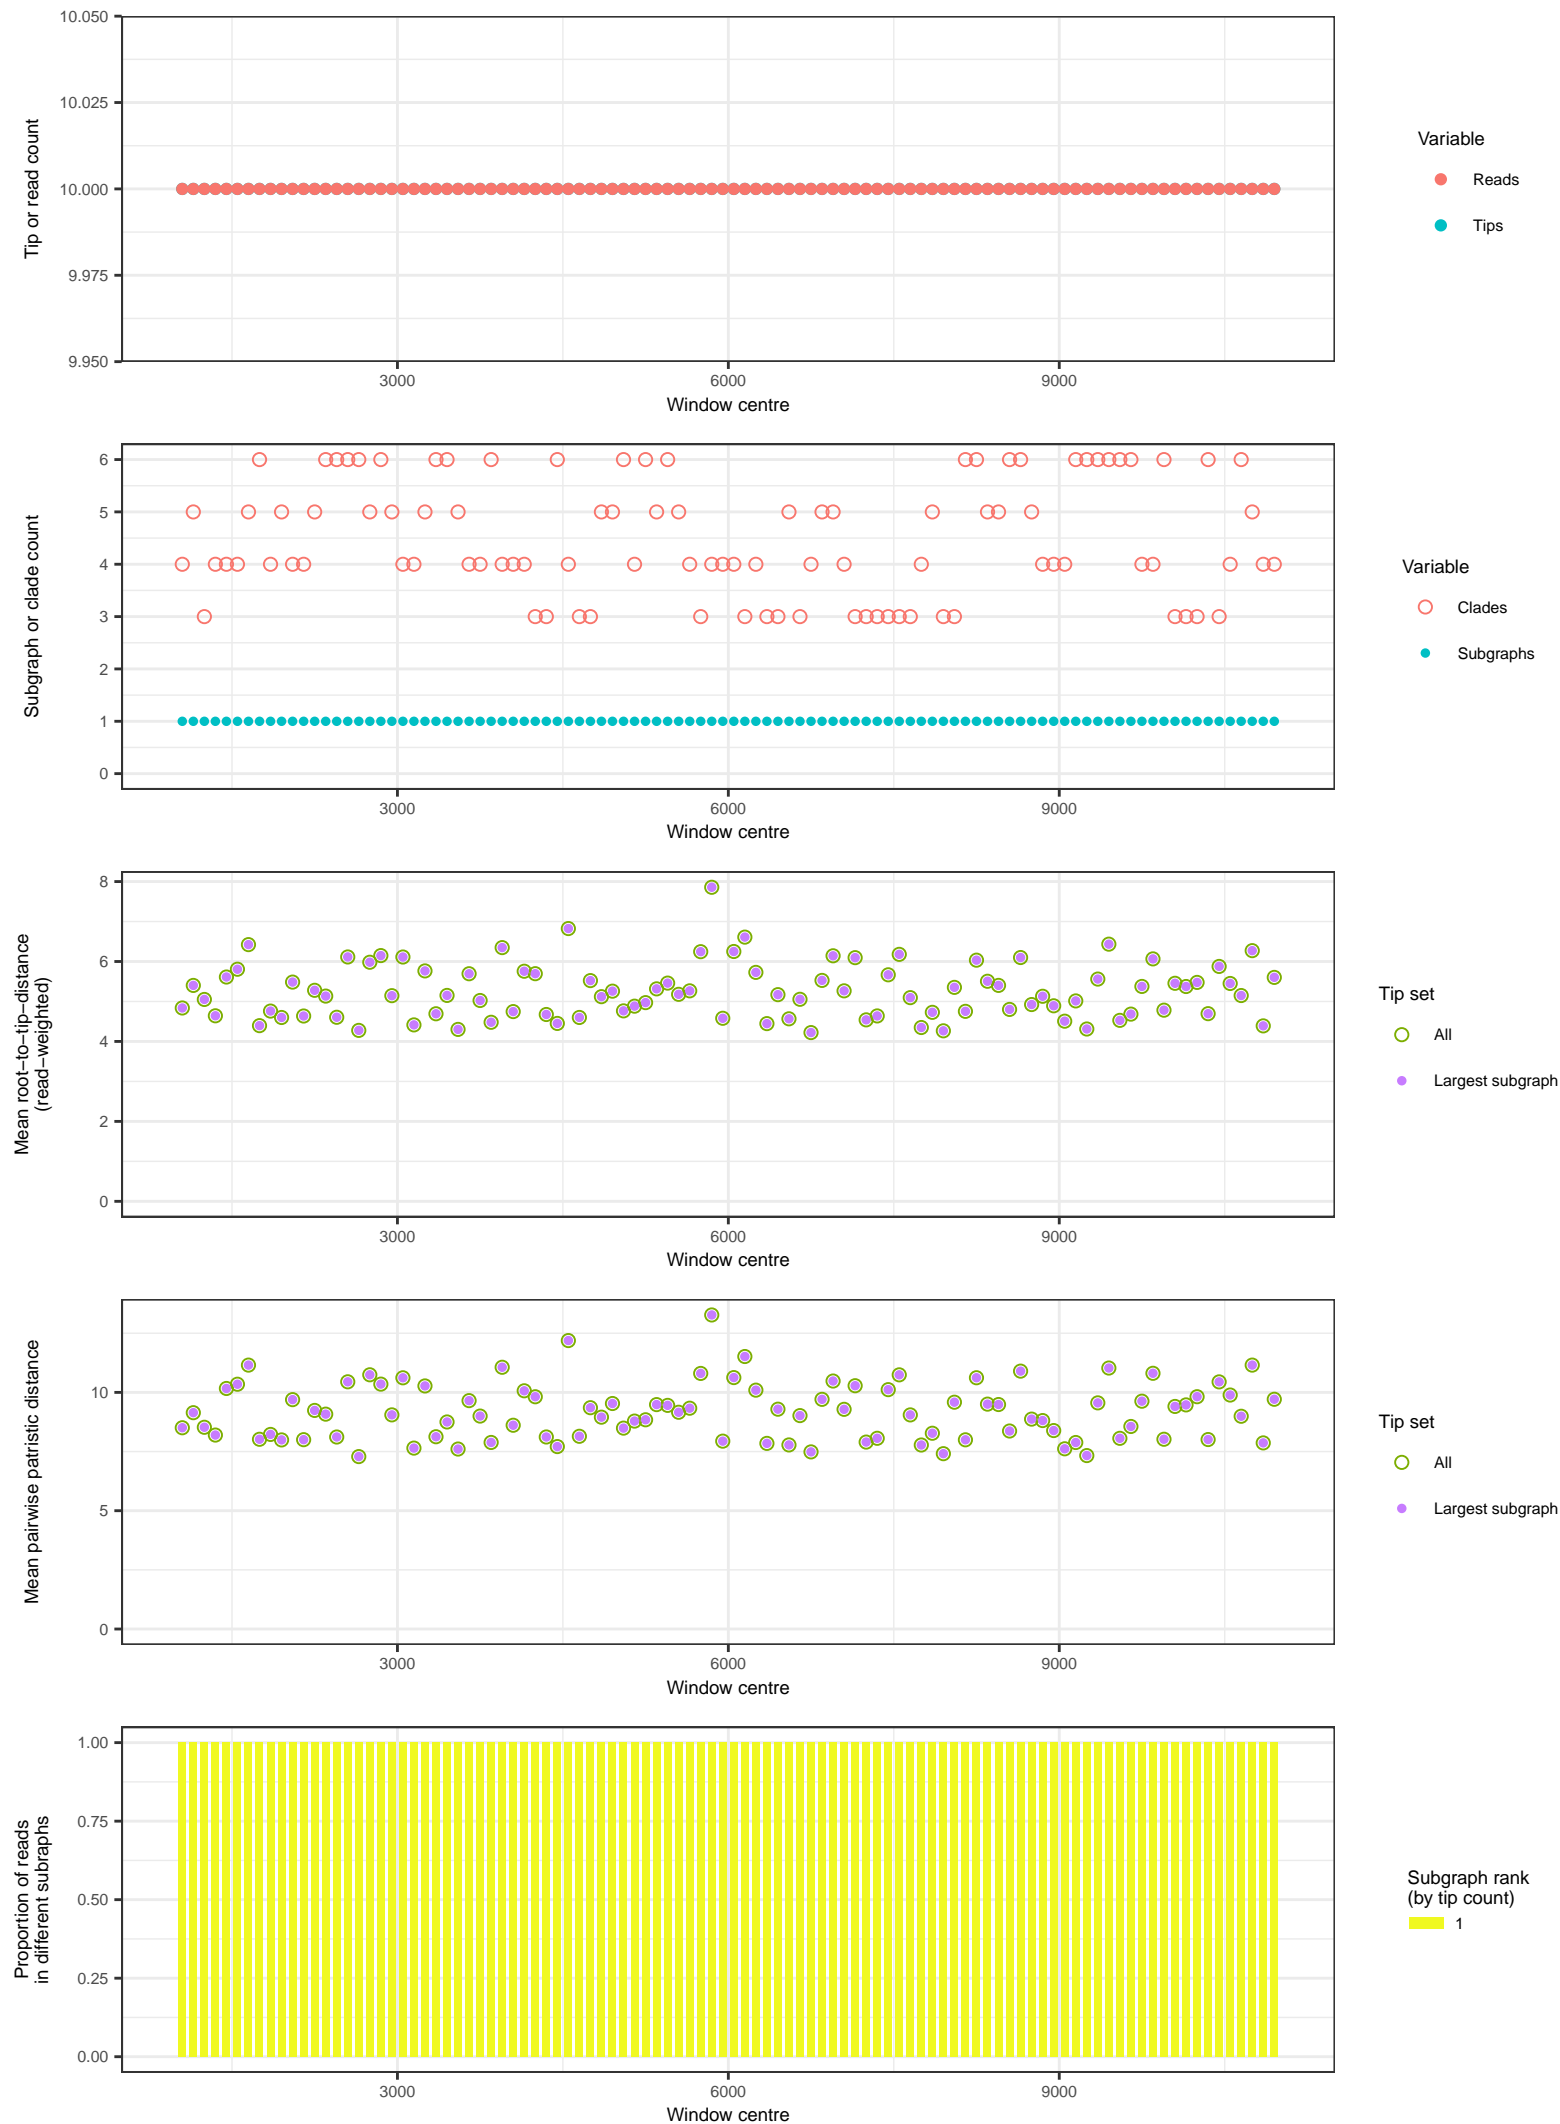 10.050
10.025
10.000
9.975
9.950
Tip or read count
3000 6000 9000
Window centre
Variable
Reads
Tips
6
5
4
3
2
1
0
Subgraph or clade count
3000 6000 9000
Window centre
Variable
Clades
Subgraphs
8
6
4
2
0
Mean root−to−tip−distance
(read−weighted)
3000 6000 9000
Window centre
Tip set
All
Largest subgraph
10
5
0
Mean pairwise patristic distance
3000 6000 9000
Window centre
Tip set
All
Largest subgraph
1.00
0.75
0.50
0.25
0.00
Proportion of reads
in different subraphs
3000 6000 9000
Window centre
Subgraph rank
(by tip count)
1